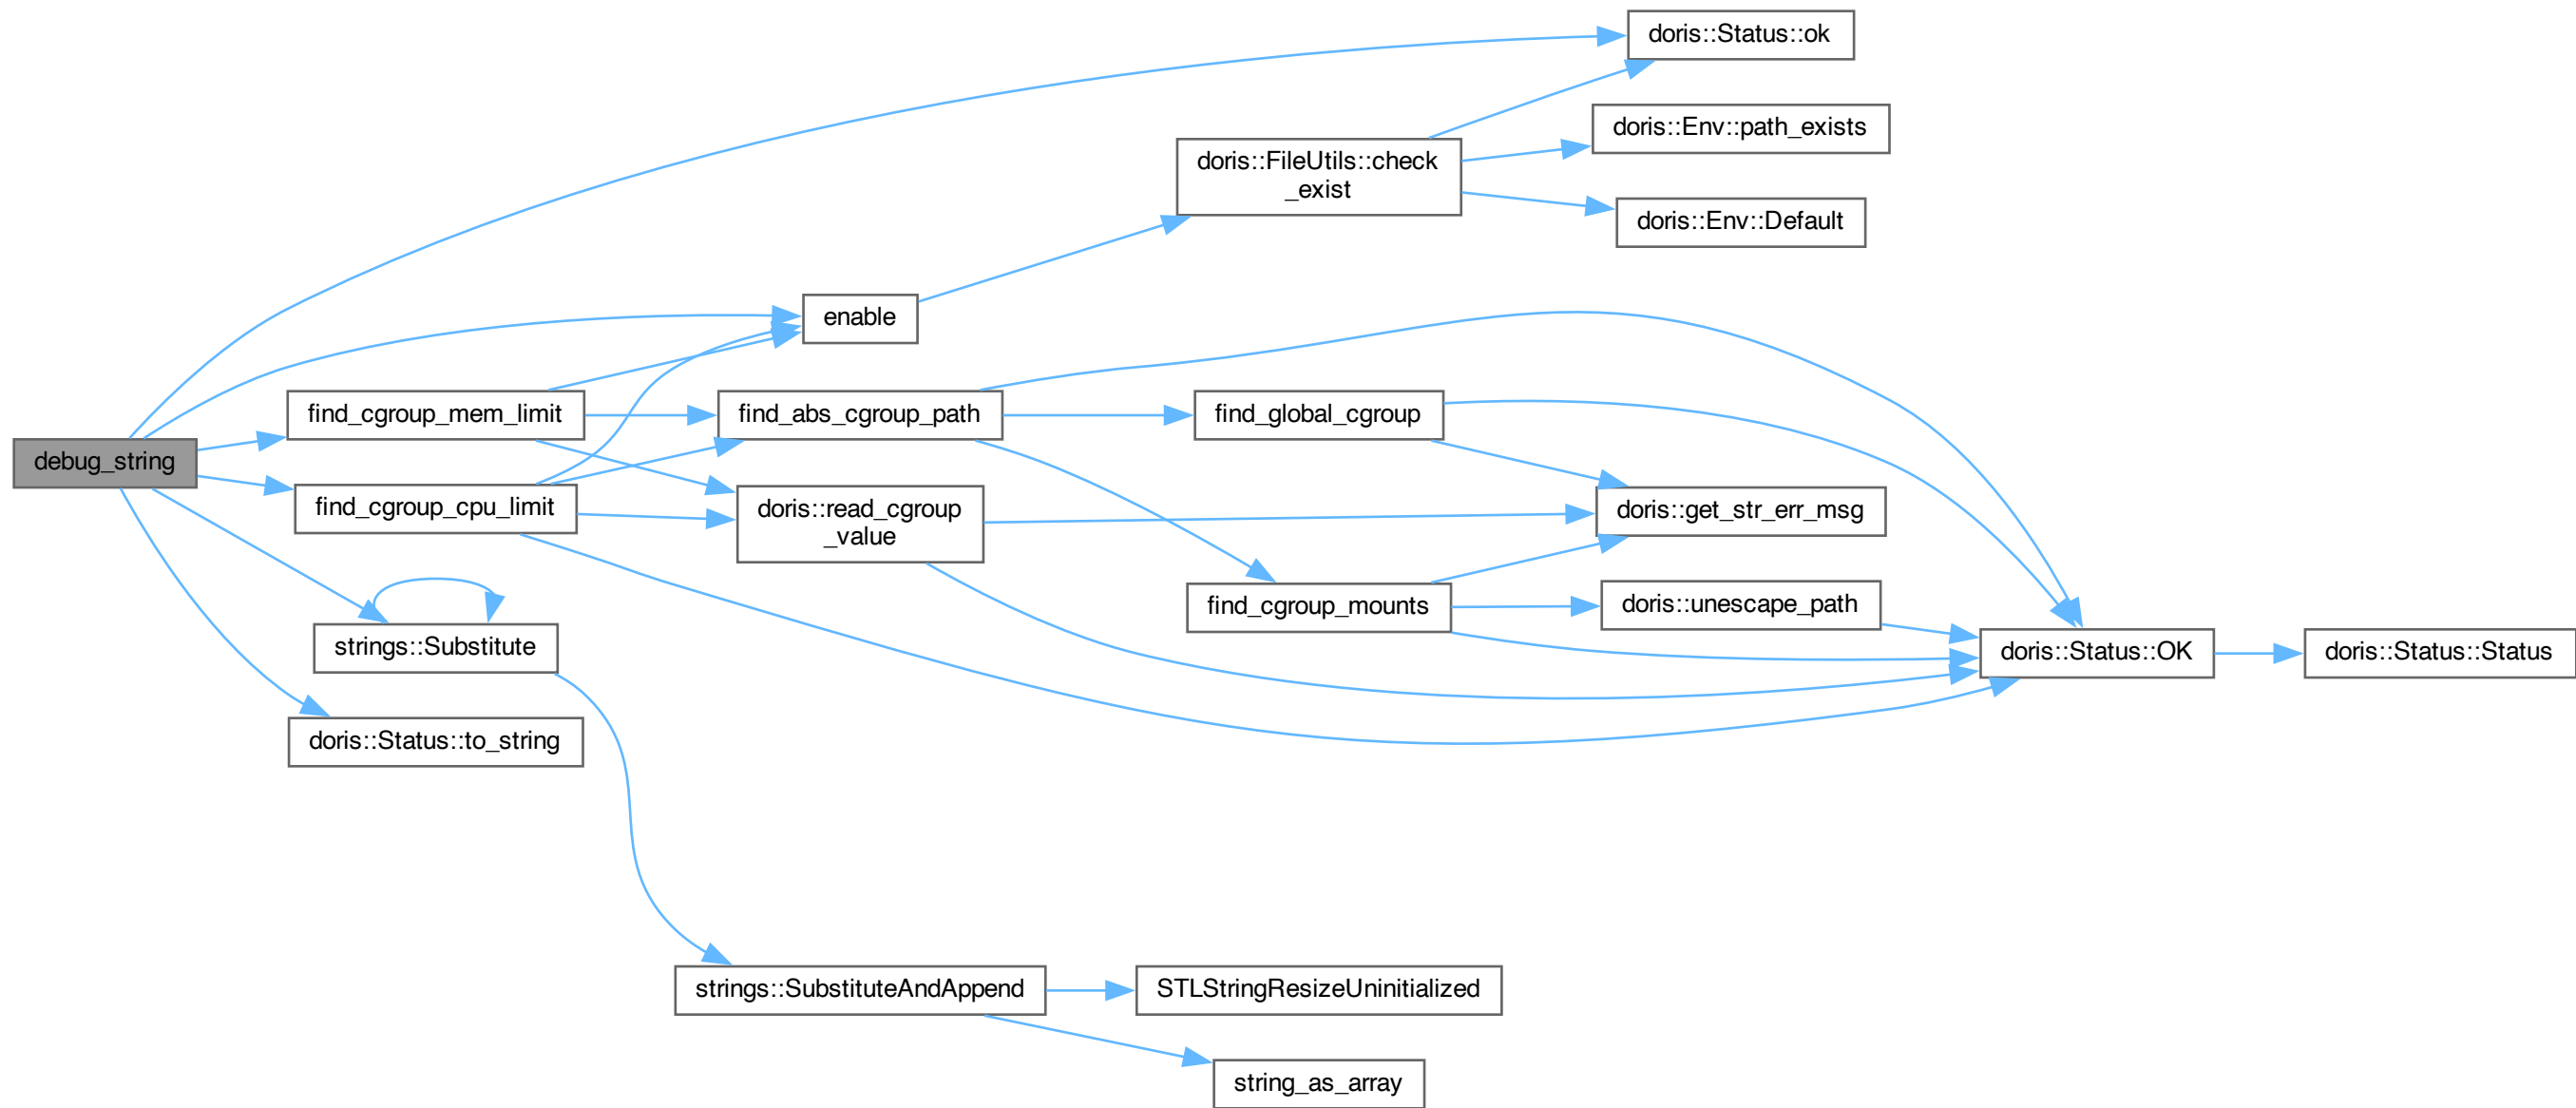 doris::Status::ok
doris::Env::path_exists
doris::FileUtils::check
_exist
doris::Env::Default
enable
find_cgroup_mem_limit
find_abs_cgroup_path
find_global_cgroup
debug_string
find_cgroup_cpu_limit
doris::read_cgroup
_value
doris::get_str_err_msg
find_cgroup_mounts
doris::unescape_path
strings::Substitute
doris::Status::OK
doris::Status::Status
doris::Status::to_string
strings::SubstituteAndAppend
STLStringResizeUninitialized
string_as_array